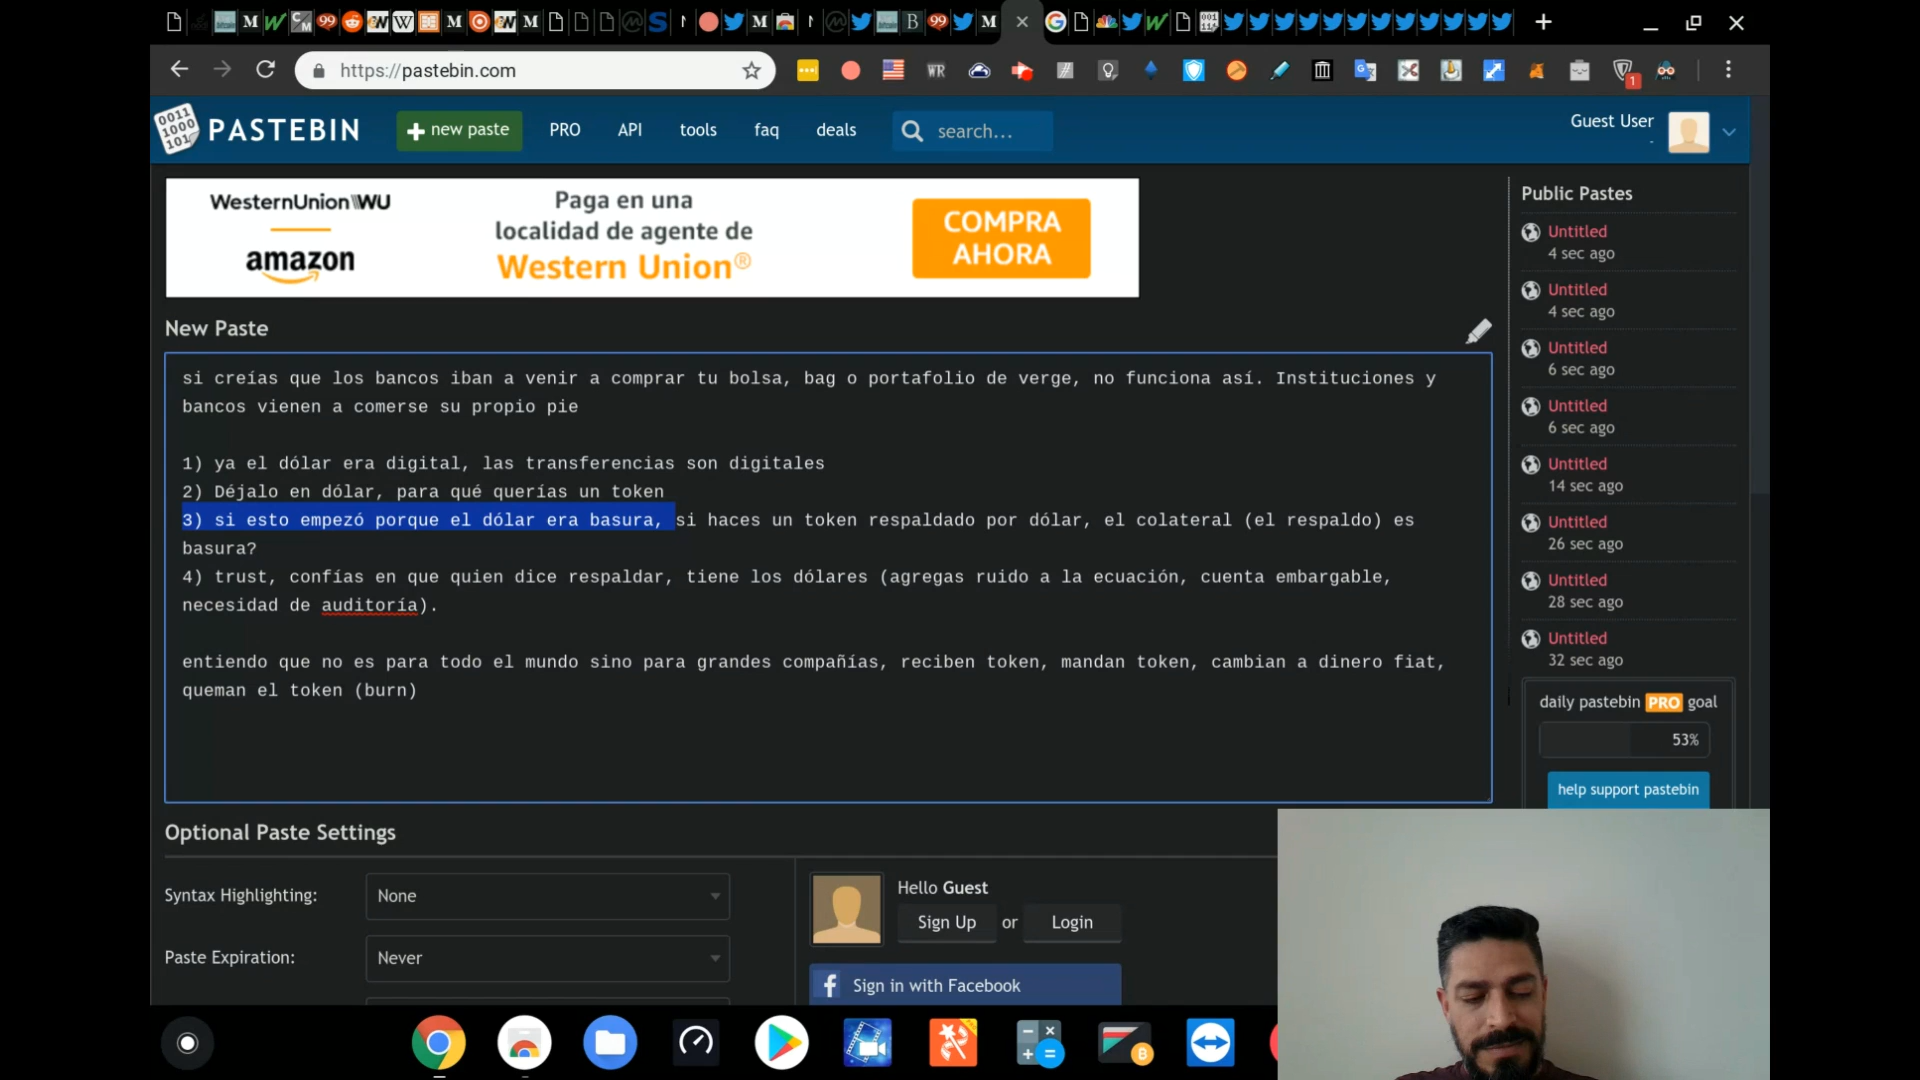 https://pastebin.com
WR
1
0011
1000
101
PASTEBIN
new paste
PRO
API
tools
faq
deals
search...
Guest User
-
WesternUnion WU
amazon
Paga en una
localidad de agente de
Western Union®
COMPRA
AHORA
New Paste
si creías que los bancos iban a venir a comprar tu bolsa, bag o portafolio de verge, no funciona así. Instituciones y
bancos vienen a comerse su propio pie
1) ya el dólar era digital, las transferencias son digitales
2) Déjalo en dólar, para qué querías un token
3) si esto empezó porque el dólar era basura, si haces un token respaldado por dólar, el colateral (el respaldo) es
basura?
4) trust, confías en que quien dice respaldar, tiene los dólares (agregas ruido a la ecuación, cuenta embargable,
necesidad de auditoría).
entiendo que no es para todo el mundo sino para grandes compañías, reciben token, mandan token, cambian a dinero fiat,
queman el token (burn)
Public Pastes
Untitled
4 sec ago
Untitled
4 sec ago
Untitled
6 sec ago
Untitled
6 sec ago
Untitled
14 sec ago
Untitled
26 sec ago
Untitled
28 sec ago
Untitled
32 sec ago
daily pastebin PRO goal
53%
help support pastebin
Optional Paste Settings
Syntax Highlighting:
None
Paste Expiration:
Never
Hello Guest
Sign Up or Login
Sign in with Facebook